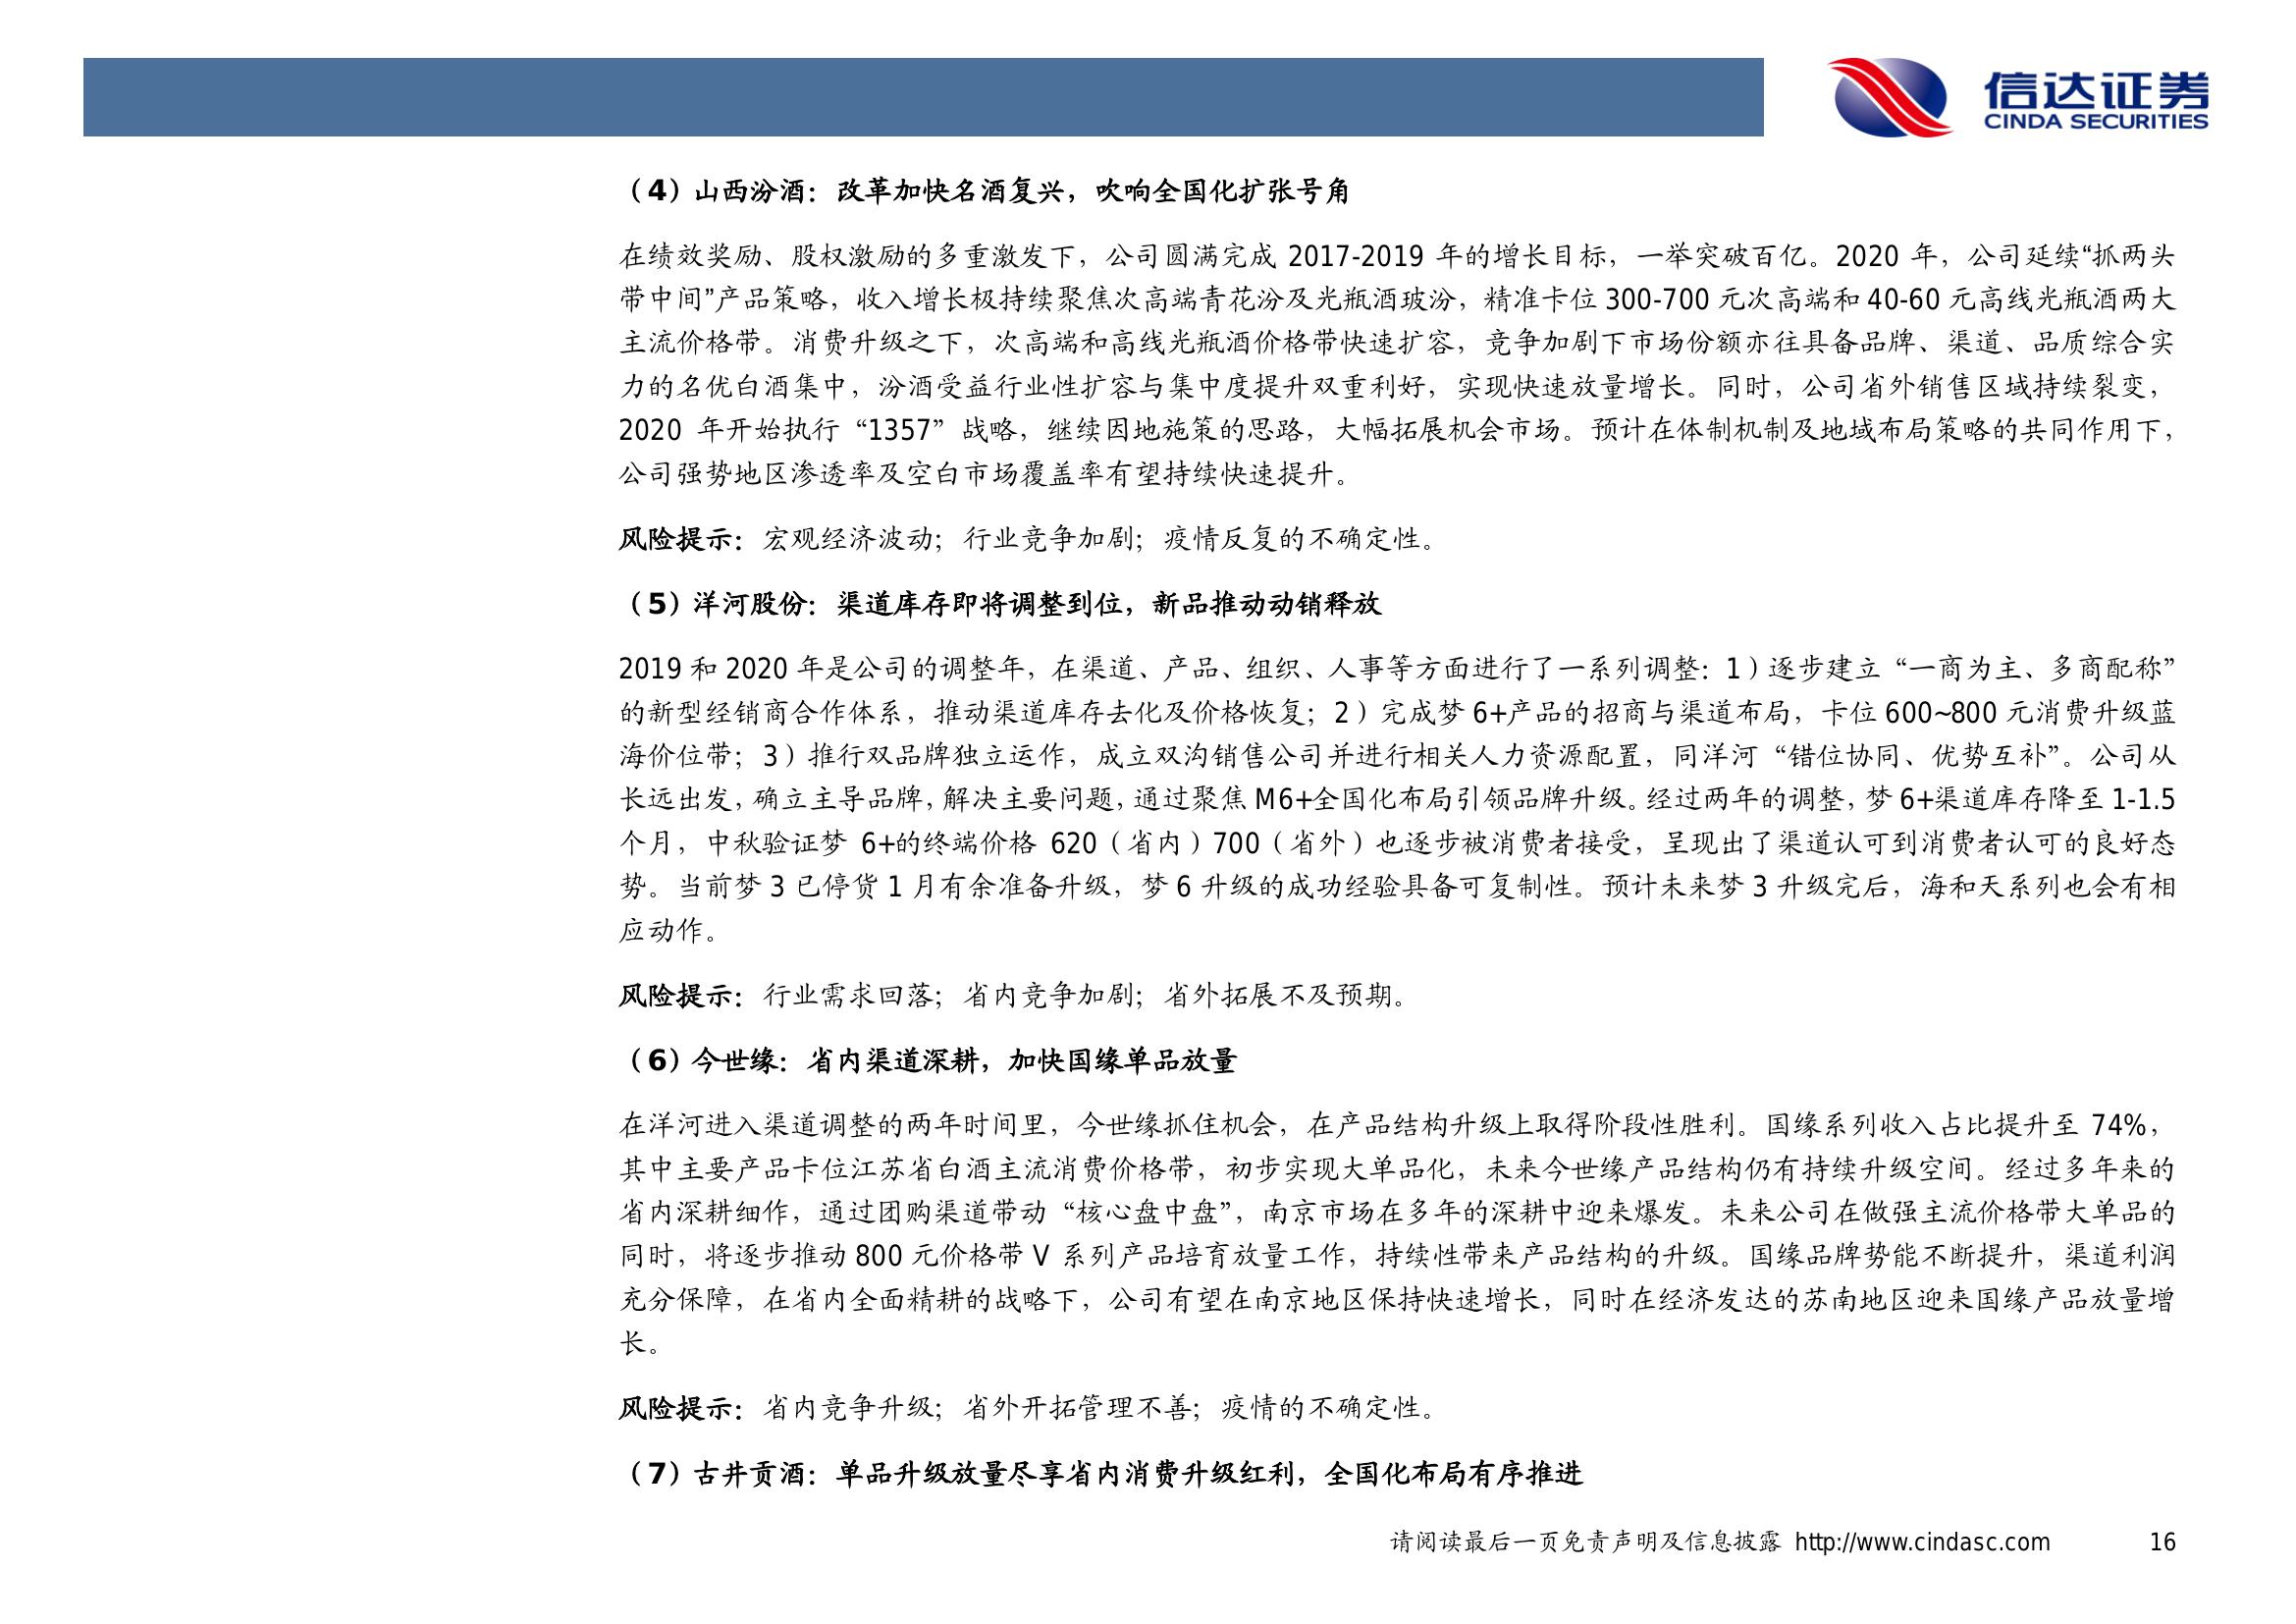 信达证券
CINDA SECURITIES
（4）山西汾酒：改革加快名酒复兴，吹响全国化扩张号角
在绩效奖励、股权激励的多重激发下，公司圆满完成 2017-2019 年的增长目标，一举突破百亿。2020 年，公司延续“抓两头
带中间”产品策略，收入增长极持续聚焦次高端青花汾及光瓶酒玻汾，精准卡位 300-700 元次高端和 40-60 元高线光瓶酒两大
主流价格带。消费升级之下，次高端和高线光瓶酒价格带快速扩容，竞争加剧下市场份额亦往具备品牌、渠道、品质综合实
力的名优白酒集中，汾酒受益行业性扩容与集中度提升双重利好，实现快速放量增长。同时，公司省外销售区域持续裂变，
2020 年开始执行“1357”战略，继续因地施策的思路，大幅拓展机会市场。预计在体制机制及地域布局策略的共同作用下，
公司强势地区渗透率及空白市场覆盖率有望持续快速提升。
风险提示：宏观经济波动；行业竞争加剧；疫情反复的不确定性。
（5）洋河股份：渠道库存即将调整到位，新品推动动销释放
2019 和 2020 年是公司的调整年，在渠道、产品、组织、人事等方面进行了一系列调整：1）逐步建立“一商为主、多商配称”
的新型经销商合作体系，推动渠道库存去化及价格恢复；2）完成梦 6+产品的招商与渠道布局，卡位 600~800 元消费升级蓝
海价位带；3）推行双品牌独立运作，成立双沟销售公司并进行相关人力资源配置，同洋河“错位协同、优势互补”。公司从
长远出发，确立主导品牌，解决主要问题，通过聚焦 M6+全国化布局引领品牌升级。经过两年的调整，梦 6+渠道库存降至 1-1.5
个月，中秋验证梦 6+的终端价格 620（省内）700（省外）也逐步被消费者接受，呈现出了渠道认可到消费者认可的良好态
势。当前梦 3 已停货 1 月有余准备升级，梦 6 升级的成功经验具备可复制性。预计未来梦 3 升级完后，海和天系列也会有相
应动作。
风险提示：行业需求回落；省内竞争加剧；省外拓展不及预期。
（6）今世缘：省内渠道深耕，加快国缘单品放量
在洋河进入渠道调整的两年时间里，今世缘抓住机会，在产品结构升级上取得阶段性胜利。国缘系列收入占比提升至 74%，
其中主要产品卡位江苏省白酒主流消费价格带，初步实现大单品化，未来今世缘产品结构仍有持续升级空间。经过多年来的
省内深耕细作，通过团购渠道带动“核心盘中盘”，南京市场在多年的深耕中迎来爆发。未来公司在做强主流价格带大单品的
同时，将逐步推动 800 元价格带 V 系列产品培育放量工作，持续性带来产品结构的升级。国缘品牌势能不断提升，渠道利润
充分保障，在省内全面精耕的战略下，公司有望在南京地区保持快速增长，同时在经济发达的苏南地区迎来国缘产品放量增
长。
风险提示：省内竞争升级；省外开拓管理不善；疫情的不确定性。
（7）古井贡酒：单品升级放量尽享省内消费升级红利，全国化布局有序推进
请阅读最后一页免责声明及信息披露 http://www.cindasc.com 16